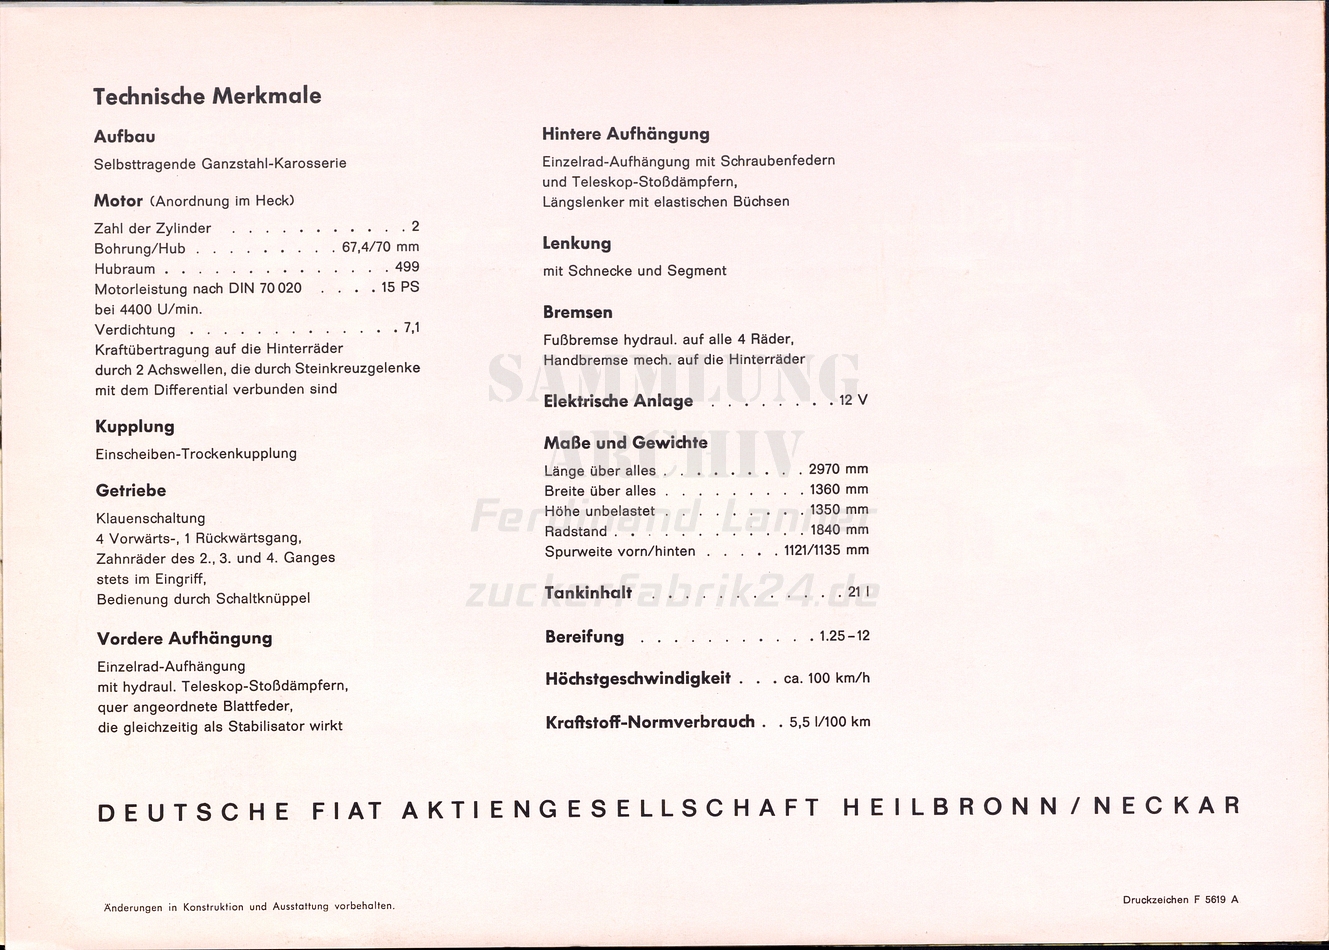 Technische Merkmale
Aufbau
Selbsttragende Ganzstahl-Karosserie
Motor (Anordnung im Heck)
Zahl der Zylinder . . . . . . . . . . . 2
Bohrung/Hub . . . . . . . . . 67,4/70 mm
Hubraum . . . . . . . . . . . . . . 499
Motorleistung nach DIN 70 020 . . . . 15 PS
bei 4400 U/min.
Verdichtung . . . . . . . . . . . . . 7,1
Kraftübertragung auf die Hinterräder
durch 2 Achswellen, die durch Steinkreuzgelenke
mit dem Differential verbunden sind
Kupplung
Einscheiben-Trockenkupplung
Getriebe
Klauenschaltung
4 Vorwärts-, 1 Rückwärtsgang,
Zahnräder des 2., 3. und 4. Ganges
stets im Eingriff,
Bedienung durch Schaltknüppel
Vordere Aufhängung
Einzelrad-Aufhängung
mit hydraul. Teleskop-Stoßdämpfern,
quer angeordnete Blattfeder,
die gleichzeitig als Stabilisator wirkt
Hintere Aufhängung
Einzelrad-Aufhängung mit Schraubenfedern
und Teleskop-Stoßdämpfern,
Längslenker mit elastischen Büchsen
Lenkung
mit Schnecke und Segment
Bremsen
Fußbremse hydraul. auf alle 4 Räder,
Handbremse mech. auf die Hinterräder
Elektrische Anlage . . . . . . . . 12 V
Maße und Gewichte
Länge über alles . . . . . . . . . 2970 mm
Breite über alles . . . . . . . . . 1360 mm
Höhe unbelastet . . . . . . . . . 1350 mm
Radstand . . . . . . . . . . . . 1840 mm
Spurweite vorn/hinten . . . . . 1121/1135 mm
Tankinhalt . . . . . . . . . . . . 21 l
Bereifung . . . . . . . . . . . 1.25–12
Höchstgeschwindigkeit . . . ca. 100 km/h
Kraftstoff-Normverbrauch . . 5,5 l/100 km
SAMMLUNG
ARCHIV
Ferdinand Lanner
zuckerfabrik24.de
DEUTSCHE FIAT AKTIENGESELLSCHAFT HEILBRONN/NECKAR
Änderungen in Konstruktion und Ausstattung vorbehalten.
Druckzeichen F 5619 A